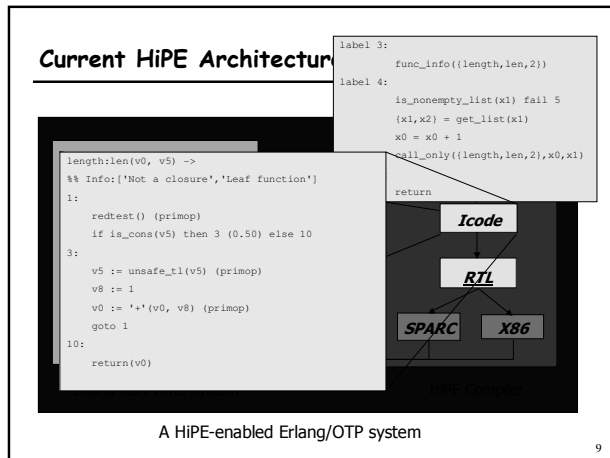 Current HiPE Architectur
label 3:
func_info({length,len,2})
label 4:
is_nonempty_list(x1) fail 5
{x1,x2} = get_list(x1)
x0 = x0 + 1
call_only({length,len,2},x0,x1)
return
length:len(v0, v5) ->
%% Info:['Not a closure','Leaf function']
1:
redtest() (primop)
if is_cons(v5) then 3 (0.50) else 10
3:
v5 := unsafe_tl(v5) (primop)
v8 := 1
v0 := '+'(v0, v8) (primop)
goto 1
10:
return(v0)
Icode
RTL
SPARC X86
HiPE Compiler
A HiPE-enabled Erlang/OTP system
9